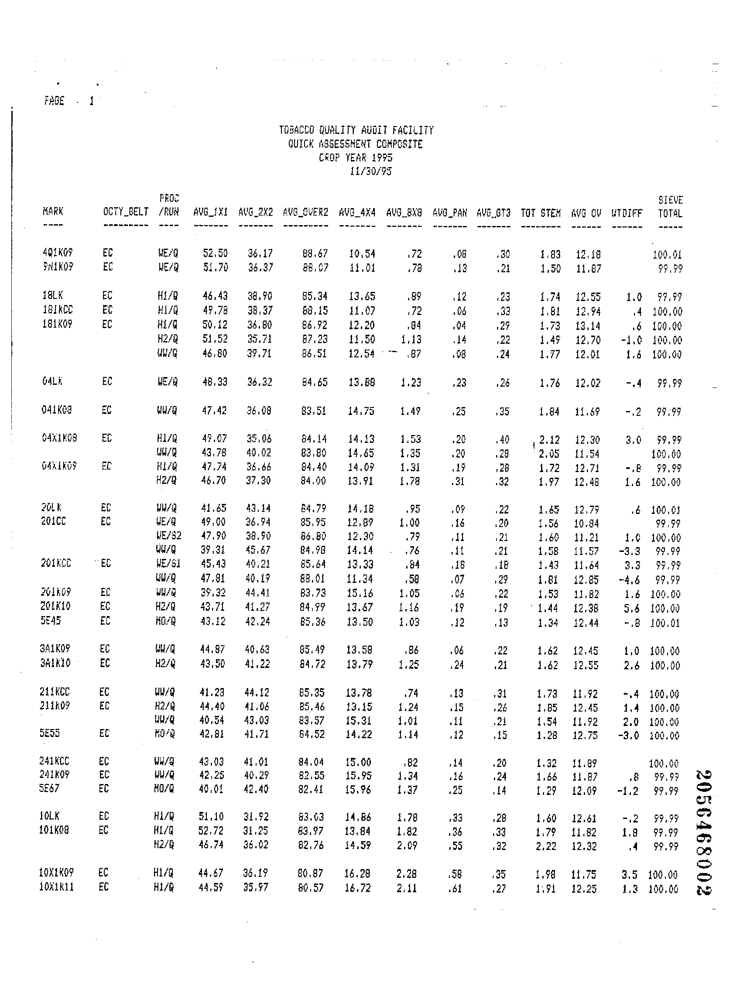 PAGE - 1
TOBACCO QUALITY AUDIT FACILITY
QUICK ASSESSMENT COMPOSITE
CROP YEAR 1995
11/30/95
PROC SIEVE
MARK OCTY_BELT /RUN AVG_1X1 AVG_2X2 AVG_OVER2 AVG_4X4 AVG_8X8 AVG_PAN AVG_GT3 TOT STEM AVG OV WTDIFF TOTAL
---- --------- ---- ------- ------- --------- ------- ------- ------- ------- -------- ------ ------ ------
4Q1K09 EC WE/Q 52.50 36.17 88.67 10.54 .72 .08 .30 1.83 12.18 100.01
9N1K09 EC WE/Q 51.70 36.37 88.07 11.01 .78 .13 .21 1.50 11.87 99.99
18LK EC H1/Q 46.43 38.90 85.34 13.65 .89 .12 .23 1.74 12.55 1.0 99.99
181KCC EC H1/Q 49.78 38.37 88.15 11.07 .72 .06 .33 1.81 12.94 .4 100.00
181K09 EC H1/Q 50.12 36.80 86.92 12.20 .84 .04 .29 1.73 13.14 .6 100.00
H2/Q 51.52 35.71 87.23 11.50 1.13 .14 .22 1.49 12.70 -1.0 100.00
WW/Q 46.80 39.71 86.51 12.54 .87 .08 .24 1.77 12.01 1.6 100.00
04LK EC WE/Q 48.33 36.32 84.65 13.88 1.23 .23 .26 1.76 12.02 -.4 99.99
041K08 EC WW/Q 47.42 36.08 83.51 14.75 1.49 .25 .35 1.84 11.69 -.2 99.99
04X1K08 EC H1/Q 49.07 35.06 84.14 14.13 1.53 .20 .40 2.12 12.30 3.0 99.99
WW/Q 43.78 40.02 83.80 14.65 1.35 .20 .28 2.05 11.54 100.00
04X1K09 EC H1/Q 47.74 36.66 84.40 14.09 1.31 .19 .28 1.72 12.71 -.8 99.99
H2/Q 46.70 37.30 84.00 13.91 1.78 .31 .32 1.97 12.48 1.6 100.00
20LK EC WW/Q 41.65 43.14 84.79 14.18 .95 .09 .22 1.65 12.79 .6 100.01
201CC EC WE/Q 49.00 36.94 85.95 12.89 1.00 .16 .20 1.56 10.84 99.99
WE/S2 47.90 38.90 86.80 12.30 .79 .11 .21 1.60 11.21 1.0 100.00
WW/Q 39.31 45.67 84.98 14.14 .76 .11 .21 1.58 11.57 -3.3 99.99
201KCC EC WE/S1 45.43 40.21 85.64 13.33 .84 .18 .18 1.43 11.64 3.3 99.99
WW/Q 47.81 40.19 88.01 11.34 .58 .07 .29 1.81 12.85 -4.6 99.99
201K09 EC WW/Q 39.32 44.41 83.73 15.16 1.05 .06 .22 1.53 11.82 1.6 100.00
201K10 EC H2/Q 43.71 41.27 84.99 13.67 1.16 .19 .19 1.44 12.38 5.6 100.00
5E45 EC MO/Q 43.12 42.24 85.36 13.50 1.03 .12 .13 1.34 12.44 -.8 100.01
3A1K09 EC WW/Q 44.87 40.63 85.49 13.58 .86 .06 .22 1.62 12.45 1.0 100.00
3A1K10 EC H2/Q 43.50 41.22 84.72 13.79 1.25 .24 .21 1.62 12.55 2.6 100.00
211KCC EC WW/Q 41.23 44.12 85.35 13.78 .74 .13 .31 1.73 11.92 -.4 100.00
211K09 EC H2/Q 44.40 41.06 85.46 13.15 1.24 .15 .26 1.85 12.45 1.4 100.00
WW/Q 40.54 43.03 83.57 15.31 1.01 .11 .21 1.54 11.92 2.0 100.00
5E55 EC MO/Q 42.81 41.71 84.52 14.22 1.14 .12 .15 1.28 12.75 -3.0 100.00
241KCC EC WW/Q 43.03 41.01 84.04 15.00 .82 .14 .20 1.32 11.89 100.00
241K09 EC WW/Q 42.25 40.29 82.55 15.95 1.34 .16 .24 1.66 11.87 .8 99.99
5E67 EC MO/Q 40.01 42.40 82.41 15.96 1.37 .25 .14 1.29 12.09 -1.2 99.99
10LK EC H1/Q 51.10 31.92 83.03 14.86 1.78 .33 .28 1.60 12.61 -.2 99.99
101K08 EC H1/Q 52.72 31.25 83.97 13.84 1.82 .36 .33 1.79 11.82 1.8 99.99
H2/Q 46.74 36.02 82.76 14.59 2.09 .55 .32 2.22 12.32 .4 99.99
10X1K09 EC H1/Q 44.67 36.19 80.87 16.28 2.28 .58 .35 1.98 11.75 3.5 100.00
10X1K11 EC H1/Q 44.59 35.97 80.57 16.72 2.11 .61 .27 1.91 12.25 1.3 100.00
2056468002